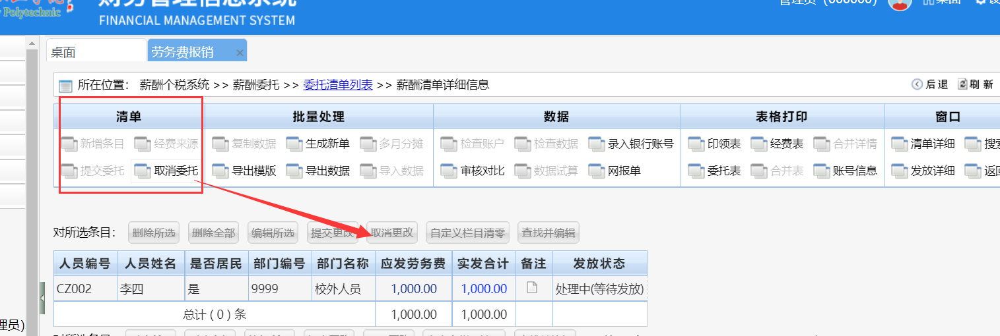 财务管理信息系统
Polytechnic
FINANCIAL MANAGEMENT SYSTEM
管理员 (000000)
桌面
桌面
劳务费报销
所在位置： 薪酬个税系统 >> 薪酬委托 >> 委托清单列表 >> 薪酬清单详细信息
后退 刷新
清单 批量处理 数据 表格打印 窗口
新增条目 经费来源 复制数据 生成新单 多月分摊 检查账户 检查数据 录入银行账号 印领表 经费表 合并详情 清单详细
提交委托 取消委托 导出模版 导出数据 导入数据 审核对比 数据试算 网报单 委托表 合并表 账号信息 发放详细
对所选条目： 删除所选 删除全部 编辑所选 提交更改 取消更改 自定义栏目清零 查找并编辑
人员编号 人员姓名 是否居民 部门编号 部门名称 应发劳务费 实发合计 备注 发放状态
CZ002 李四 是 9999 校外人员 1,000.00 1,000.00 处理中(等待发放)
总计 ( 0 ) 条 1,000.00 1,000.00
理员)